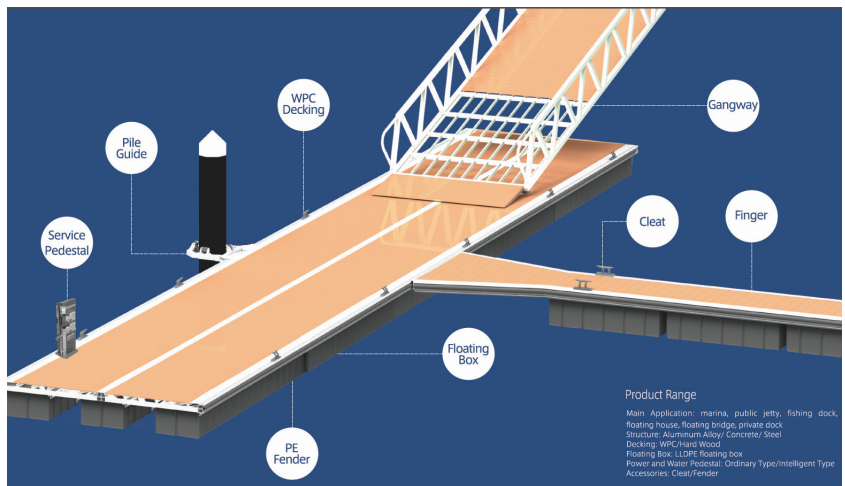 WPC
Decking
Gangway
Pile
Guide
Cleat
Finger
Service
Pedestal
Floating
Box
PE
Fender
Product Range
Main Application: marina, public jetty, fishing dock,
floating house, floating bridge, private dock
Structure: Aluminum Alloy/ Concrete/ Steel
Decking: WPC/Hard Wood
Floating Box: LLDPE floating box
Power and Water Pedestal: Ordinary Type/Intelligent Type
Accessories: Cleat/Fender